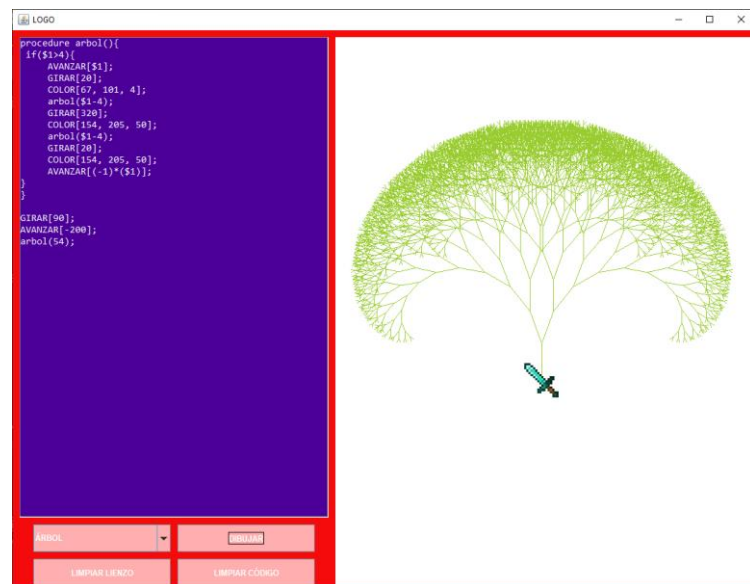 LOGO
procedure arbol(){
if($1>4){
AVANZAR[$1];
GIRAR[20];
COLOR[67, 101, 4];
arbol($1-4);
GIRAR[320];
COLOR[154, 205, 50];
arbol($1-4);
GIRAR[20];
COLOR[154, 205, 50];
AVANZAR[(-1)*($1)];
}
}
GIRAR[90];
AVANZAR[-200];
arbol(54);
ÁRBOL
DIBUJAR
LIMPIAR LIENZO
LIMPIAR CÓDIGO